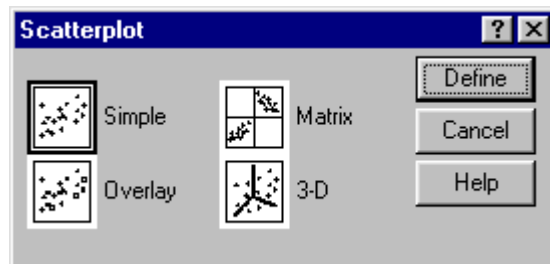 Scatterplot
Simple
Matrix
Define
Cancel
Overlay
3-D
Help